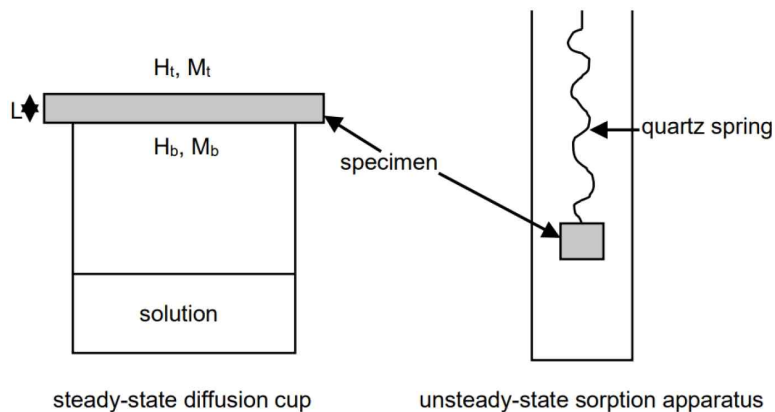 Hₜ, Mₜ
L
H_b, M_b
quartz spring
specimen
solution
steady-state diffusion cup
unsteady-state sorption apparatus